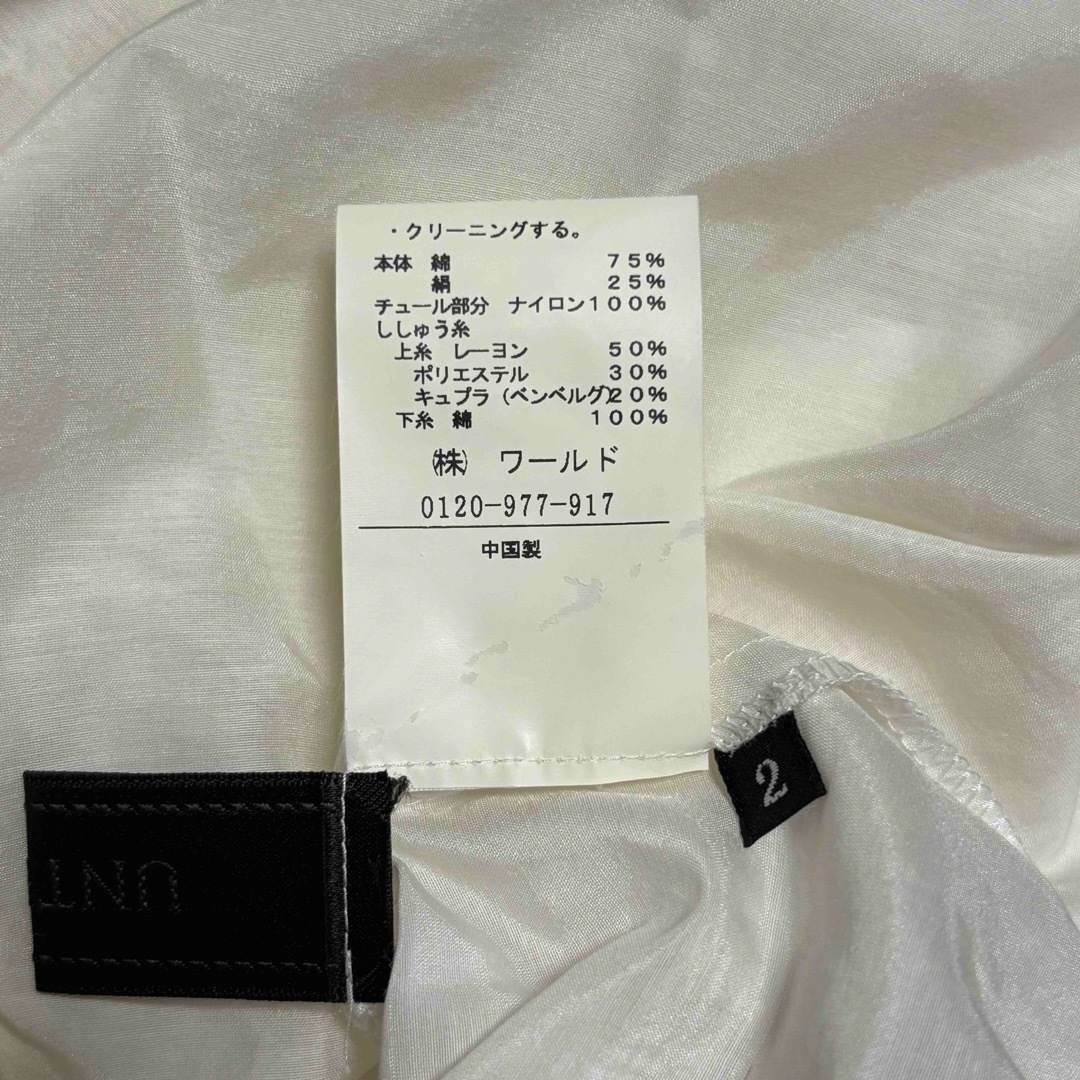 ・クリーニングする。
本体 綿 75%
絹 25%
チュール部分 ナイロン100%
ししゅう糸
上糸 レーヨン 50%
ポリエステル 30%
キュプラ(ベンベルグ)20%
下糸 綿 100%
㈱ ワールド
0120-977-917
中国製
2
UNT